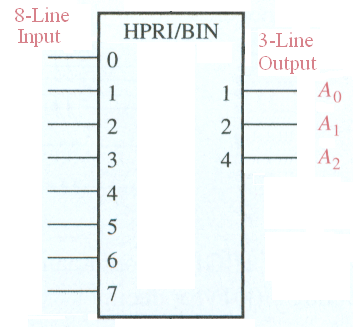 8-Line
Input
HPRI/BIN
3-Line
Output
0
1
2
3
4
5
6
7
1
2
4
A0
A1
A2